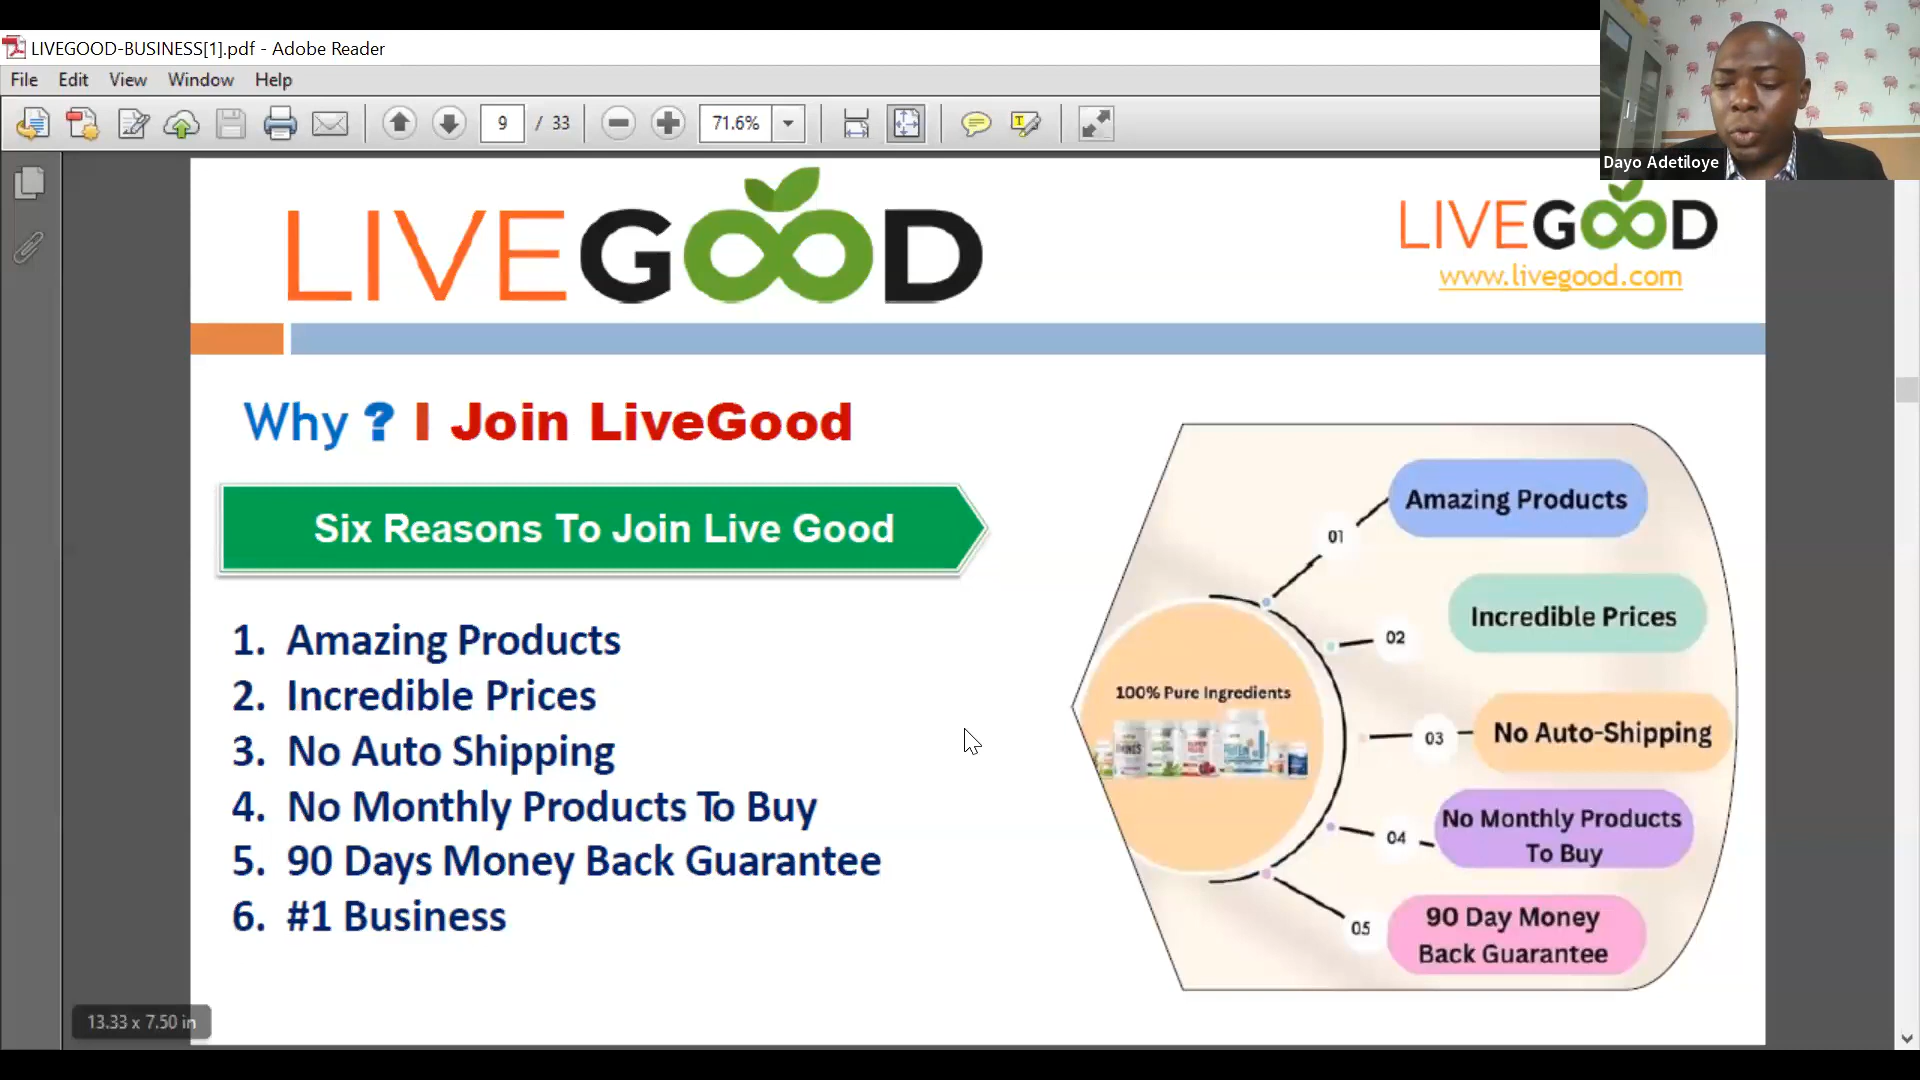 LIVEGOOD-BUSINESS[1].pdf - Adobe Reader
File Edit View Window Help
9 / 33 71.6%
Dayo Adetiloye
LIVEGOOD
LIVEGOOD
www.livegood.com
Why ? I Join LiveGood
Six Reasons To Join Live Good
1. Amazing Products
2. Incredible Prices
3. No Auto Shipping
4. No Monthly Products To Buy
5. 90 Days Money Back Guarantee
6. #1 Business
100% Pure Ingredients
01 Amazing Products
02 Incredible Prices
03 No Auto-Shipping
04 No Monthly Products
To Buy
05 90 Day Money
Back Guarantee
13.33 x 7.50 in